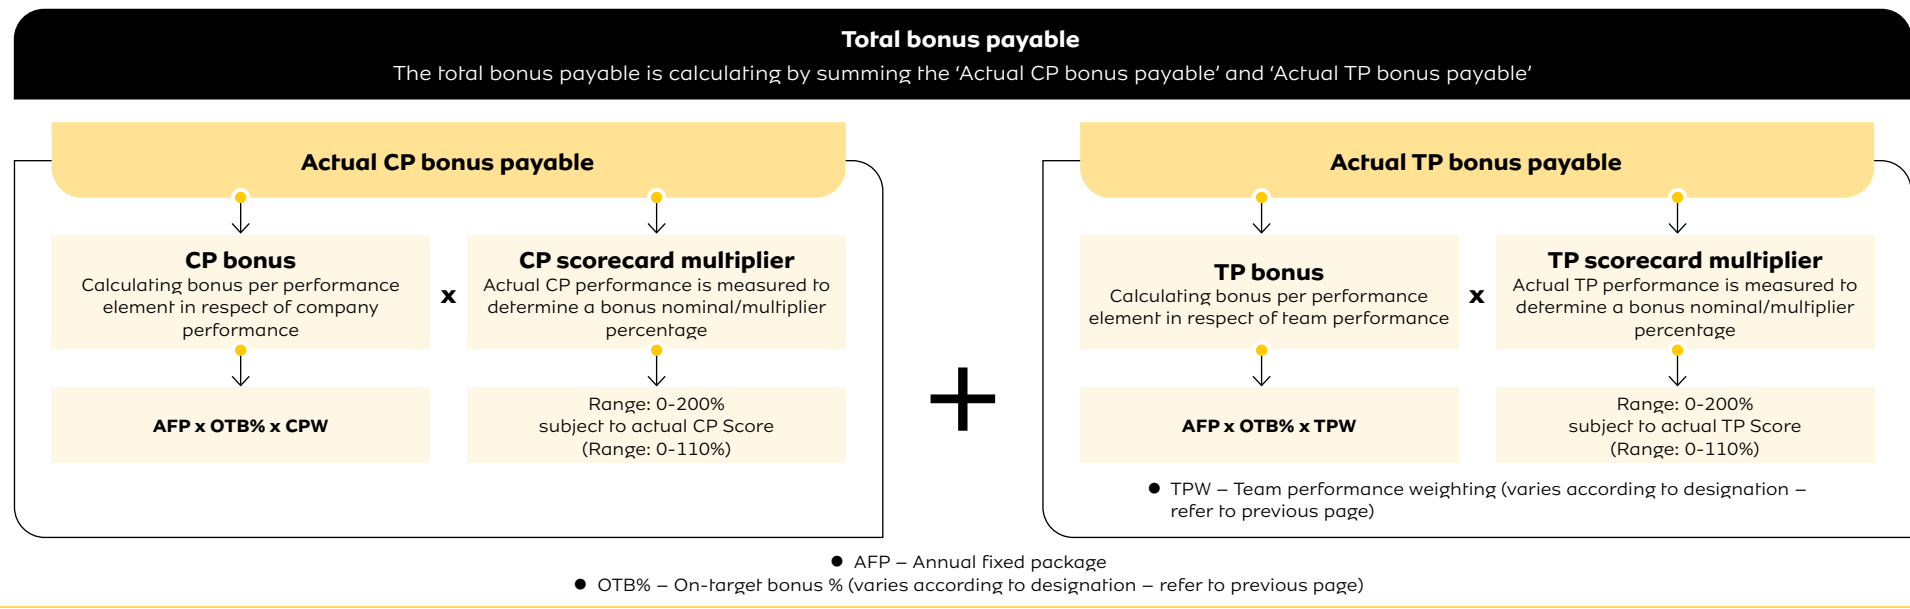 Total bonus payable
The total bonus payable is calculating by summing the ‘Actual CP bonus payable’ and ‘Actual TP bonus payable’
Actual CP bonus payable
CP bonus
Calculating bonus per performance
element in respect of company
performance
x
CP scorecard multiplier
Actual CP performance is measured to
determine a bonus nominal/multiplier
percentage
AFP x OTB% x CPW
Range: 0-200%
subject to actual CP Score
(Range: 0-110%)
+
Actual TP bonus payable
TP bonus
Calculating bonus per performance
element in respect of team performance
x
TP scorecard multiplier
Actual TP performance is measured to
determine a bonus nominal/multiplier
percentage
AFP x OTB% x TPW
Range: 0-200%
subject to actual TP Score
(Range: 0-110%)
● TPW – Team performance weighting (varies according to designation –
refer to previous page)
● AFP – Annual fixed package
● OTB% – On-target bonus % (varies according to designation – refer to previous page)